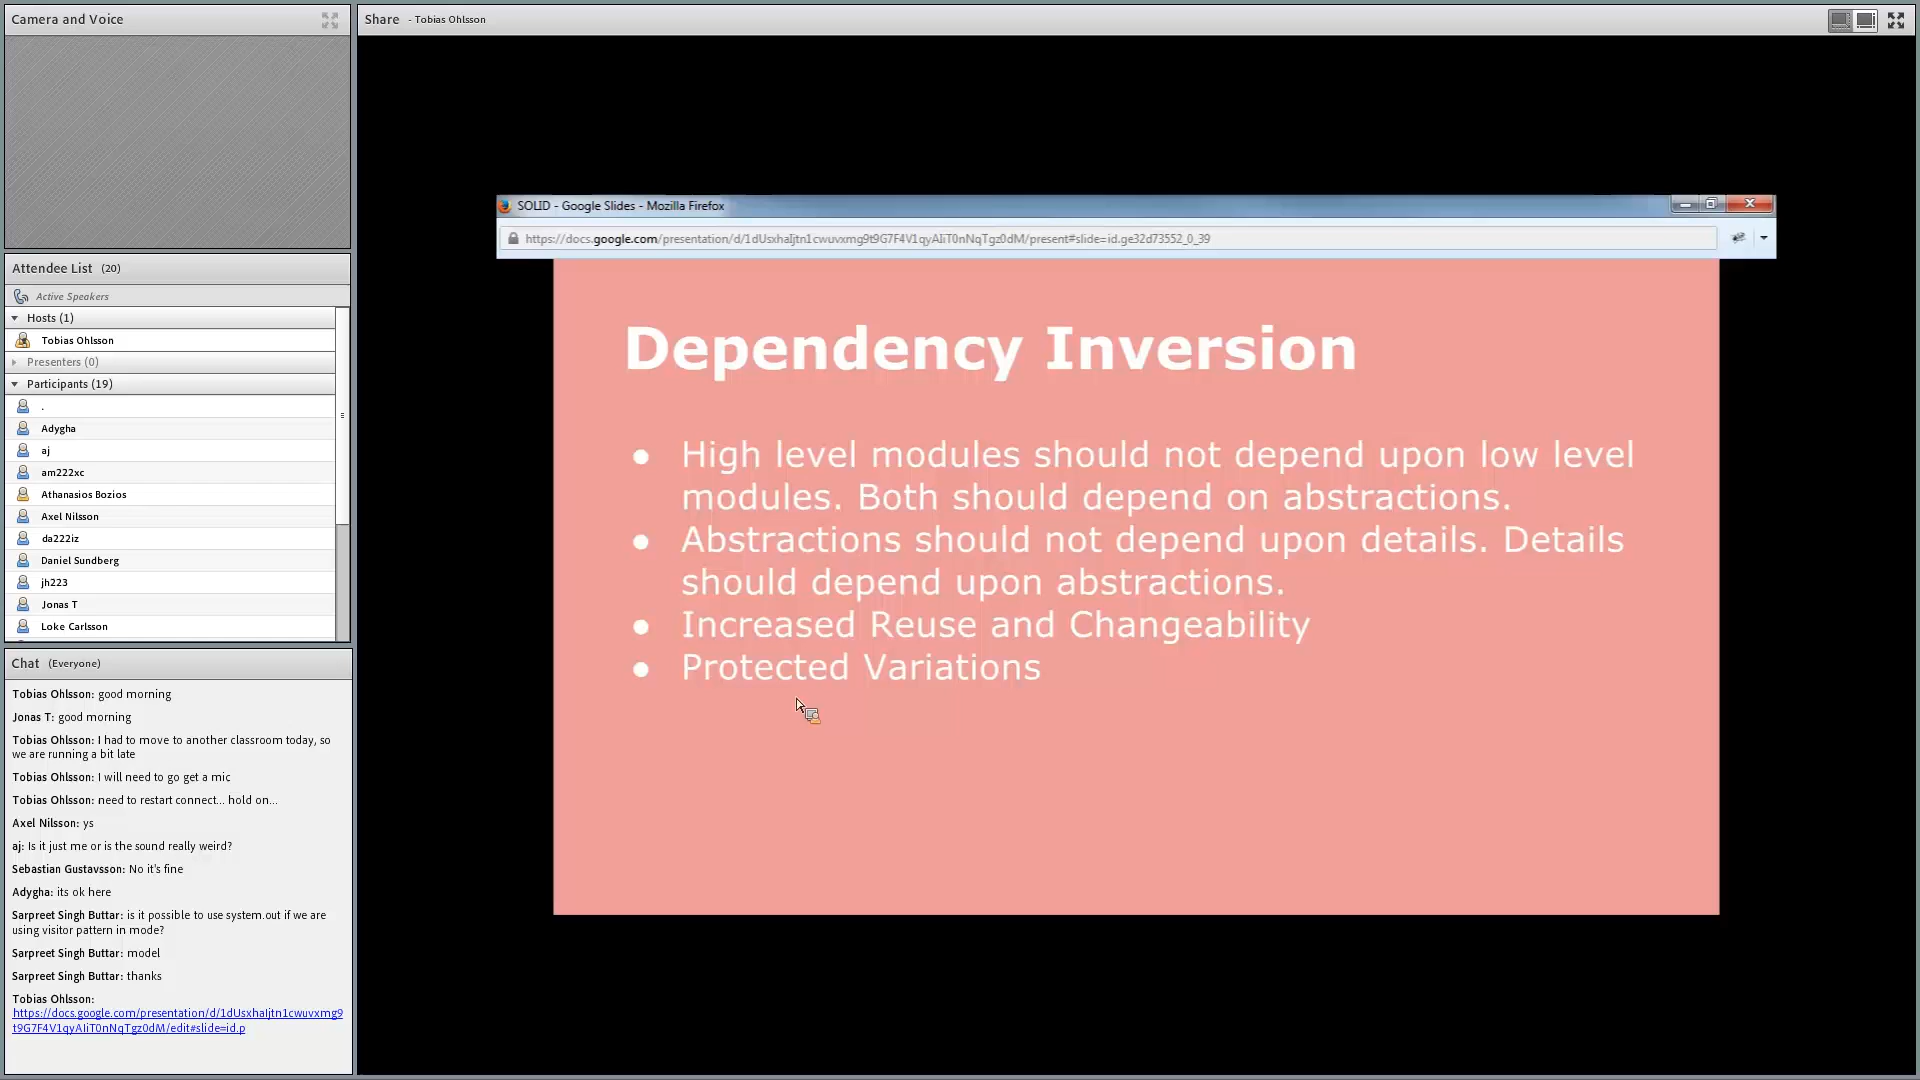 Camera and Voice
Attendee List (20)
Active Speakers
Hosts (1)
Tobias Ohlsson
Presenters (0)
Participants (19)
.
Adygha
aj
am222xc
Athanasios Bozios
Axel Nilsson
da222iz
Daniel Sundberg
jh223
Jonas T
Loke Carlsson
Chat (Everyone)
Tobias Ohlsson: good morning
Jonas T: good morning
Tobias Ohlsson: I had to move to another classroom today, so
we are running a bit late
Tobias Ohlsson: I will need to go get a mic
Tobias Ohlsson: need to restart connect... hold on...
Axel Nilsson: ys
aj: Is it just me or is the sound really weird?
Sebastian Gustavsson: No it's fine
Adygha: its ok here
Sarpreet Singh Buttar: is it possible to use system.out if we are
using visitor pattern in mode?
Sarpreet Singh Buttar: model
Sarpreet Singh Buttar: thanks
Tobias Ohlsson:
https://docs.google.com/presentation/d/1dUsxhaIjtn1cwuvxmg9
t9G7F4V1qyAIiT0nNqTgz0dM/edit#slide=id.p
Share - Tobias Ohlsson
SOLID - Google Slides - Mozilla Firefox
https://docs.google.com/presentation/d/1dUsxhaIjtn1cwuvxmg9t9G7F4V1qyAIiT0nNqTgz0dM/present#slide=id.ge32d73552_0_39
Dependency Inversion
● High level modules should not depend upon low level
modules. Both should depend on abstractions.
● Abstractions should not depend upon details. Details
should depend upon abstractions.
● Increased Reuse and Changeability
● Protected Variations